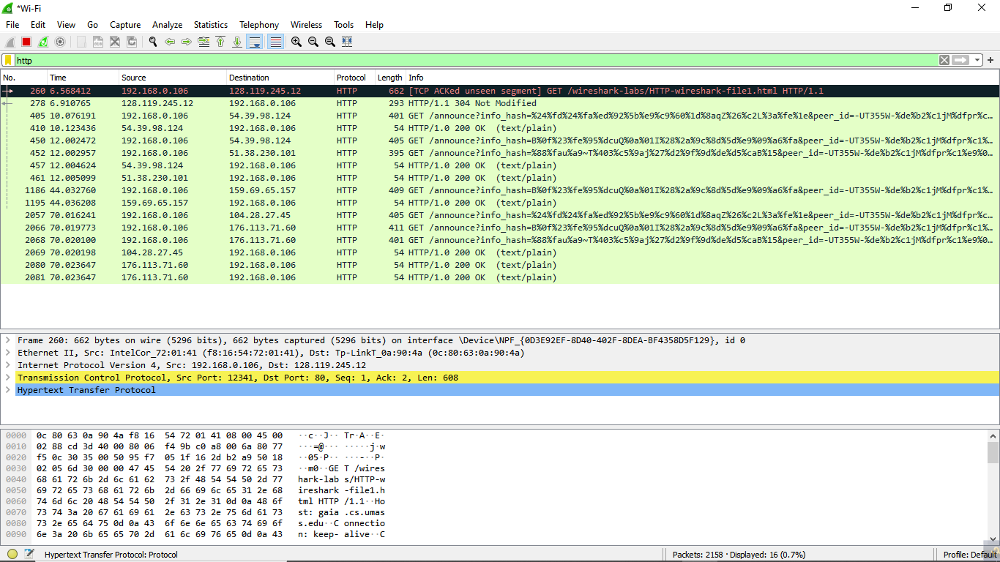 *Wi-Fi
File Edit View Go Capture Analyze Statistics Telephony Wireless Tools Help
http
No. Time Source Destination Protocol Length Info
260 6.568412 192.168.0.106 128.119.245.12 HTTP 662 [TCP ACKed unseen segment] GET /wireshark-labs/HTTP-wireshark-file1.html HTTP/1.1
278 6.910765 128.119.245.12 192.168.0.106 HTTP 293 HTTP/1.1 304 Not Modified
405 10.076191 192.168.0.106 54.39.98.124 HTTP 401 GET /announce?info_hash=%24%fd%24%fa%ed%92%5b%e9%c9%60%1d%8aqZ%26%c2L%3a%fe%1e&peer_id=-UT355W-%de%b2%c1jM%dfpr%c…
410 10.123436 54.39.98.124 192.168.0.106 HTTP 54 HTTP/1.0 200 OK (text/plain)
450 12.002472 192.168.0.106 54.39.98.124 HTTP 405 GET /announce?info_hash=B%0f%23%fe%95%dcuQ%0a%01I%28%2a%9c%8d%5d%e9%09%a6%fa&peer_id=-UT355W-%de%b2%c1jM%dfpr%c1%…
452 12.002957 192.168.0.106 51.38.230.101 HTTP 395 GET /announce?info_hash=%88%fau%a9~T%403%c5%9aj%27%d2%9f%9d%de%d5%caB%15&peer_id=-UT355W-%de%b2%c1jM%dfpr%c1%e9%0…
457 12.004624 54.39.98.124 192.168.0.106 HTTP 54 HTTP/1.0 200 OK (text/plain)
461 12.005099 51.38.230.101 192.168.0.106 HTTP 54 HTTP/1.0 200 OK (text/plain)
1186 44.032760 192.168.0.106 159.69.65.157 HTTP 409 GET /announce?info_hash=B%0f%23%fe%95%dcuQ%0a%01I%28%2a%9c%8d%5d%e9%09%a6%fa&peer_id=-UT355W-%de%b2%c1jM%dfpr%c1%…
1195 44.036208 159.69.65.157 192.168.0.106 HTTP 54 HTTP/1.0 200 OK (text/plain)
2057 70.016241 192.168.0.106 104.28.27.45 HTTP 405 GET /announce?info_hash=%24%fd%24%fa%ed%92%5b%e9%c9%60%1d%8aqZ%26%c2L%3a%fe%1e&peer_id=-UT355W-%de%b2%c1jM%dfpr%c…
2066 70.019773 192.168.0.106 176.113.71.60 HTTP 411 GET /announce?info_hash=B%0f%23%fe%95%dcuQ%0a%01I%28%2a%9c%8d%5d%e9%09%a6%fa&peer_id=-UT355W-%de%b2%c1jM%dfpr%c1%…
2068 70.020100 192.168.0.106 176.113.71.60 HTTP 401 GET /announce?info_hash=%88%fau%a9~T%403%c5%9aj%27%d2%9f%9d%de%d5%caB%15&peer_id=-UT355W-%de%b2%c1jM%dfpr%c1%e9%0…
2069 70.020198 104.28.27.45 192.168.0.106 HTTP 54 HTTP/1.0 200 OK (text/plain)
2080 70.023647 176.113.71.60 192.168.0.106 HTTP 54 HTTP/1.0 200 OK (text/plain)
2081 70.023647 176.113.71.60 192.168.0.106 HTTP 54 HTTP/1.0 200 OK (text/plain)
Frame 260: 662 bytes on wire (5296 bits), 662 bytes captured (5296 bits) on interface \Device\NPF_{0D3E92EF-8D40-402F-8DEA-BF4358D5F129}, id 0
Ethernet II, Src: IntelCor_72:01:41 (f8:16:54:72:01:41), Dst: Tp-LinkT_0a:90:4a (0c:80:63:0a:90:4a)
Internet Protocol Version 4, Src: 192.168.0.106, Dst: 128.119.245.12
Transmission Control Protocol, Src Port: 12341, Dst Port: 80, Seq: 1, Ack: 2, Len: 608
Hypertext Transfer Protocol
0000 0c 80 63 0a 90 4a f8 16 54 72 01 41 08 00 45 00 ··c··J·· Tr·A··E·
0010 02 88 cd 3d 40 00 80 06 f4 9b c0 a8 00 6a 80 77 ···=@··· ·····j·w
0020 f5 0c 30 35 00 50 95 f7 05 1f 16 2d b2 a9 50 18 ··05·P·· ···-··P·
0030 02 05 6d 30 00 00 47 45 54 20 2f 77 69 72 65 73 ··m0··GE T /wires
0040 68 61 72 6b 2d 6c 61 62 73 2f 48 54 54 50 2d 77 hark-lab s/HTTP-w
0050 69 72 65 73 68 61 72 6b 2d 66 69 6c 65 31 2e 68 ireshark -file1.h
0060 74 6d 6c 20 48 54 54 50 2f 31 2e 31 0d 0a 48 6f tml HTTP /1.1··Ho
0070 73 74 3a 20 67 61 69 61 2e 63 73 2e 75 6d 61 73 st: gaia .cs.umas
0080 73 2e 65 64 75 0d 0a 43 6f 6e 6e 65 63 74 69 6f s.edu··C onnectio
0090 6e 3a 20 6b 65 65 70 2d 61 6c 69 76 65 0d 0a 43 n: keep- alive··C
Hypertext Transfer Protocol: Protocol Packets: 2158 · Displayed: 16 (0.7%) Profile: Default